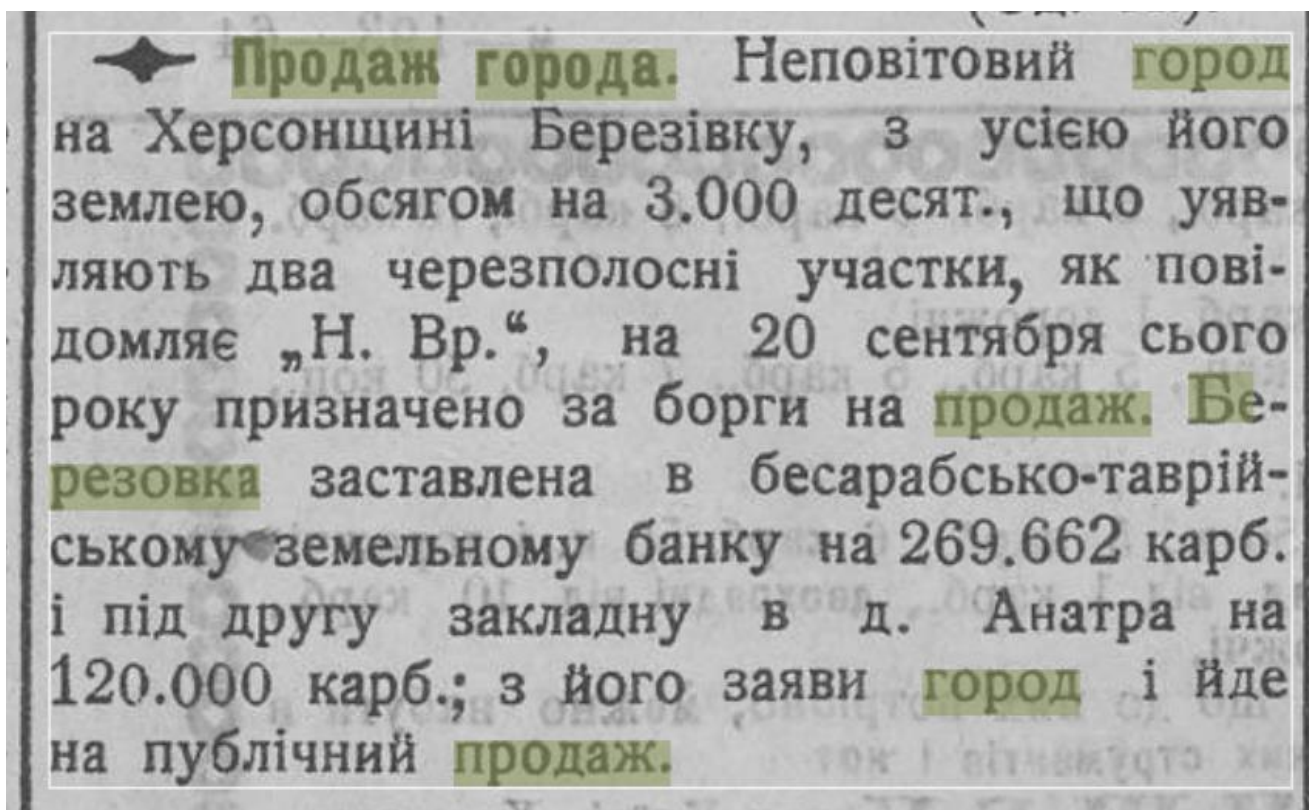 Продаж города. Неповітовий город
на Херсонщині Березівку, з усією його
землею, обсягом на 3.000 десят., що уяв-
ляють два черезполосні участки, як пові-
домляє „Н. Вр.“, на 20 сентября сього
року призначено за борги на продаж. Бе-
резовка заставлена в бесарабсько-таврій-
ському земельному банку на 269.662 карб.
і під другу закладну в д. Анатра на
120.000 карб.; з його заяви город і йде
на публічний продаж.